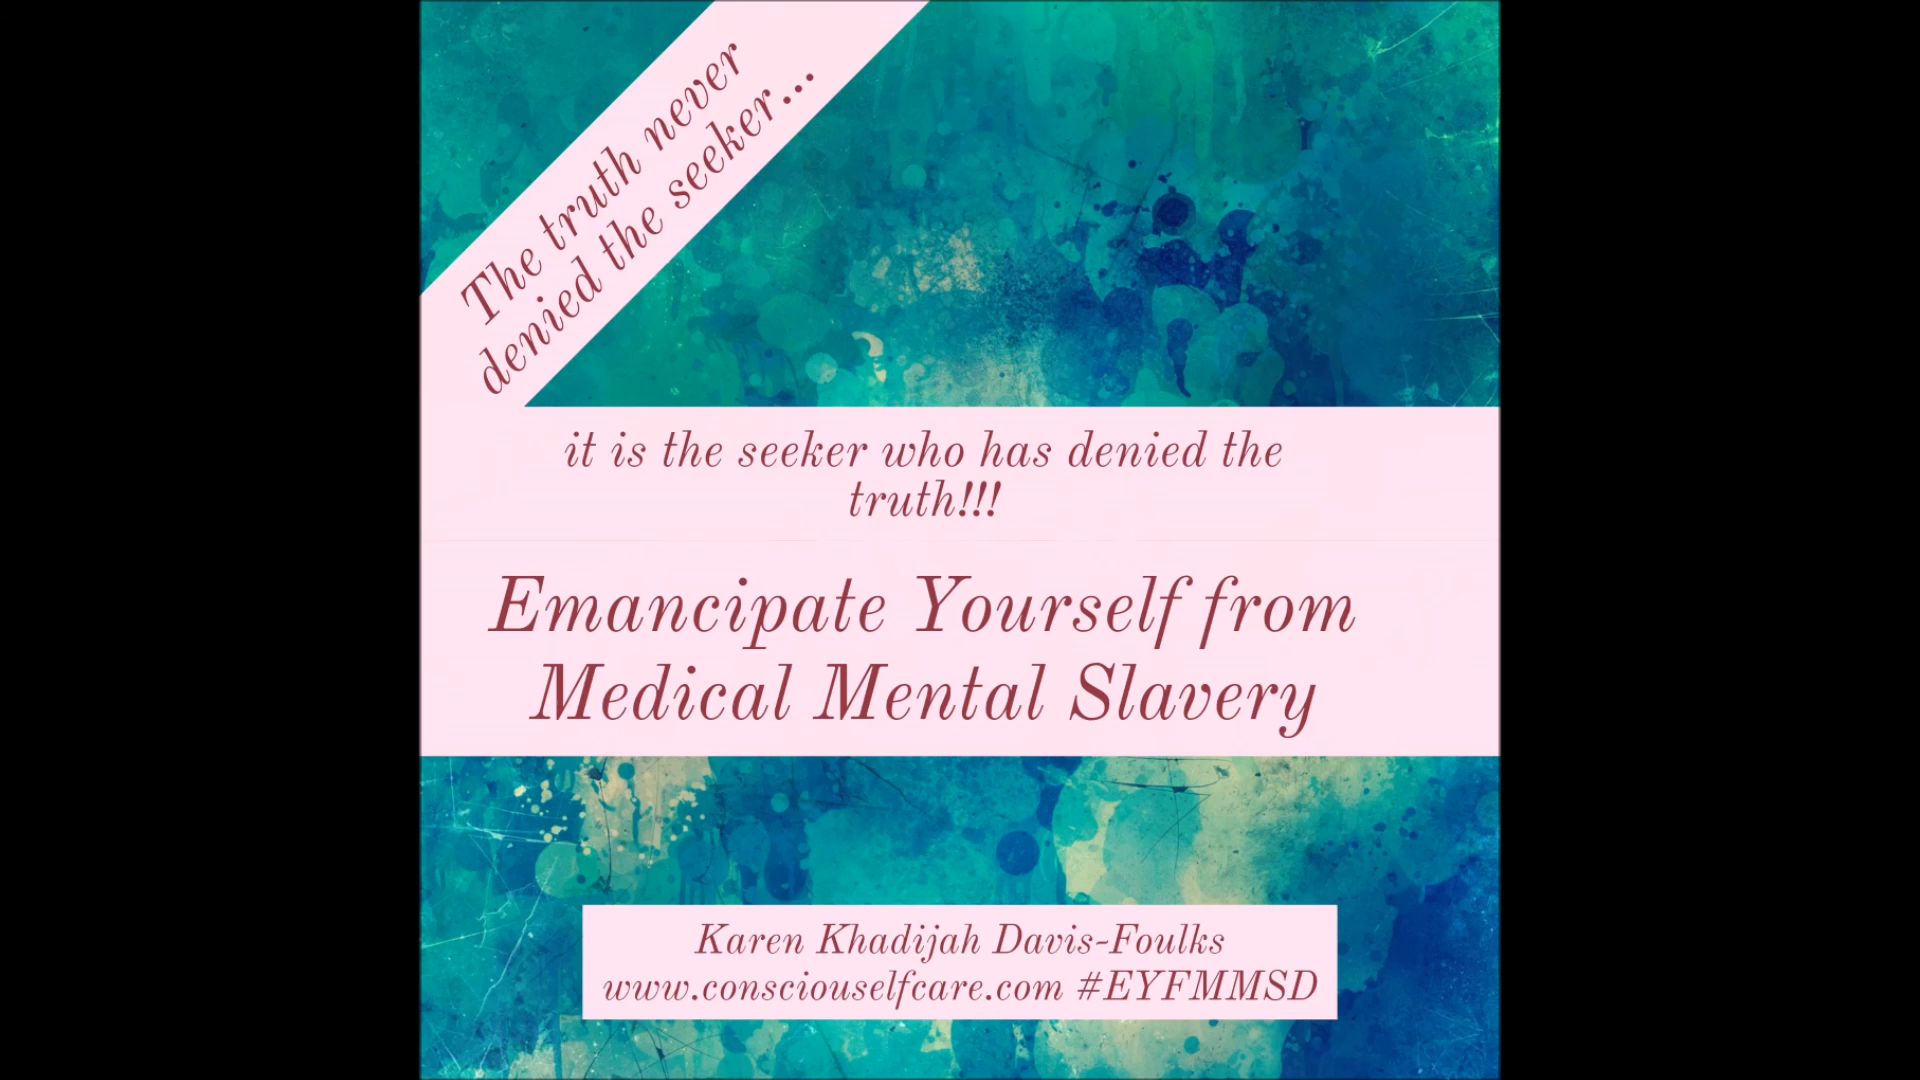 The truth never
denied the seeker...
it is the seeker who has denied the
truth!!!
Emancipate Yourself from
Medical Mental Slavery
Karen Khadijah Davis-Foulks
www.consciouselfcare.com #EYFMMSD